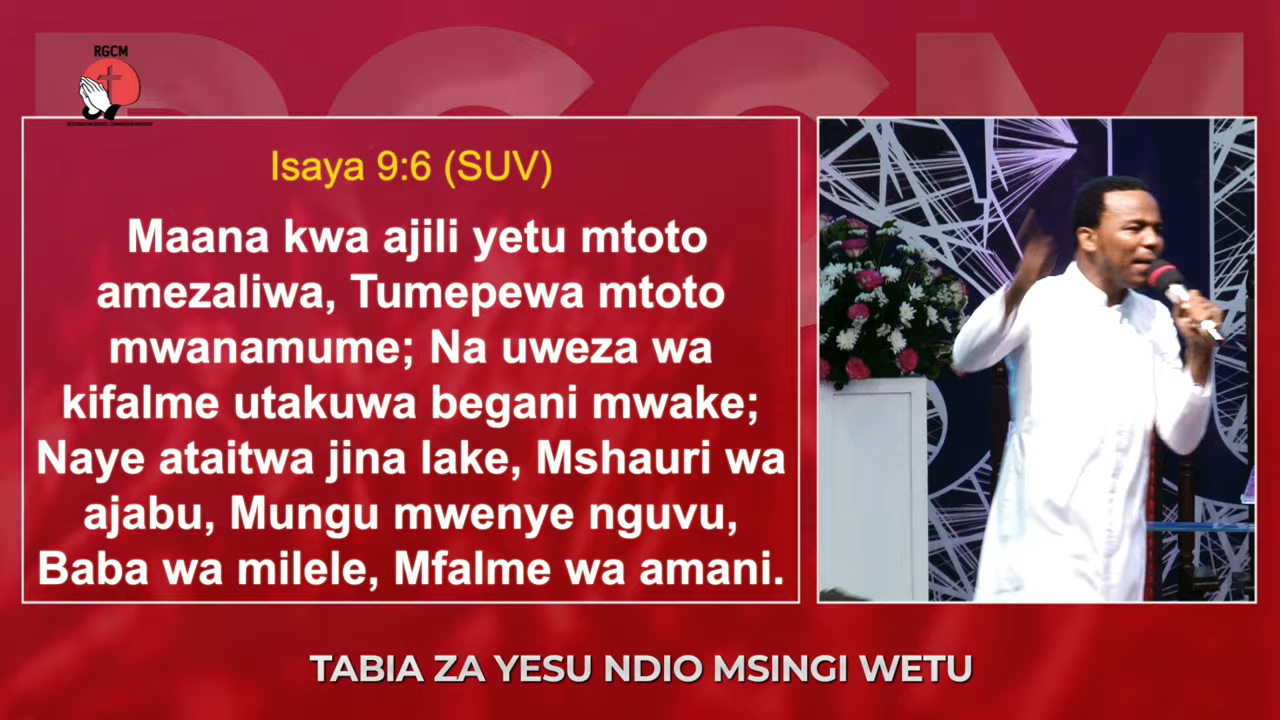 RGCM
RGCM
Isaya 9:6 (SUV)
Maana kwa ajili yetu mtoto
amezaliwa, Tumepewa mtoto
mwanamume; Na uweza wa
kifalme utakuwa begani mwake;
Naye ataitwa jina lake, Mshauri wa
ajabu, Mungu mwenye nguvu,
Baba wa milele, Mfalme wa amani.
TABIA ZA YESU NDIO MSINGI WETU